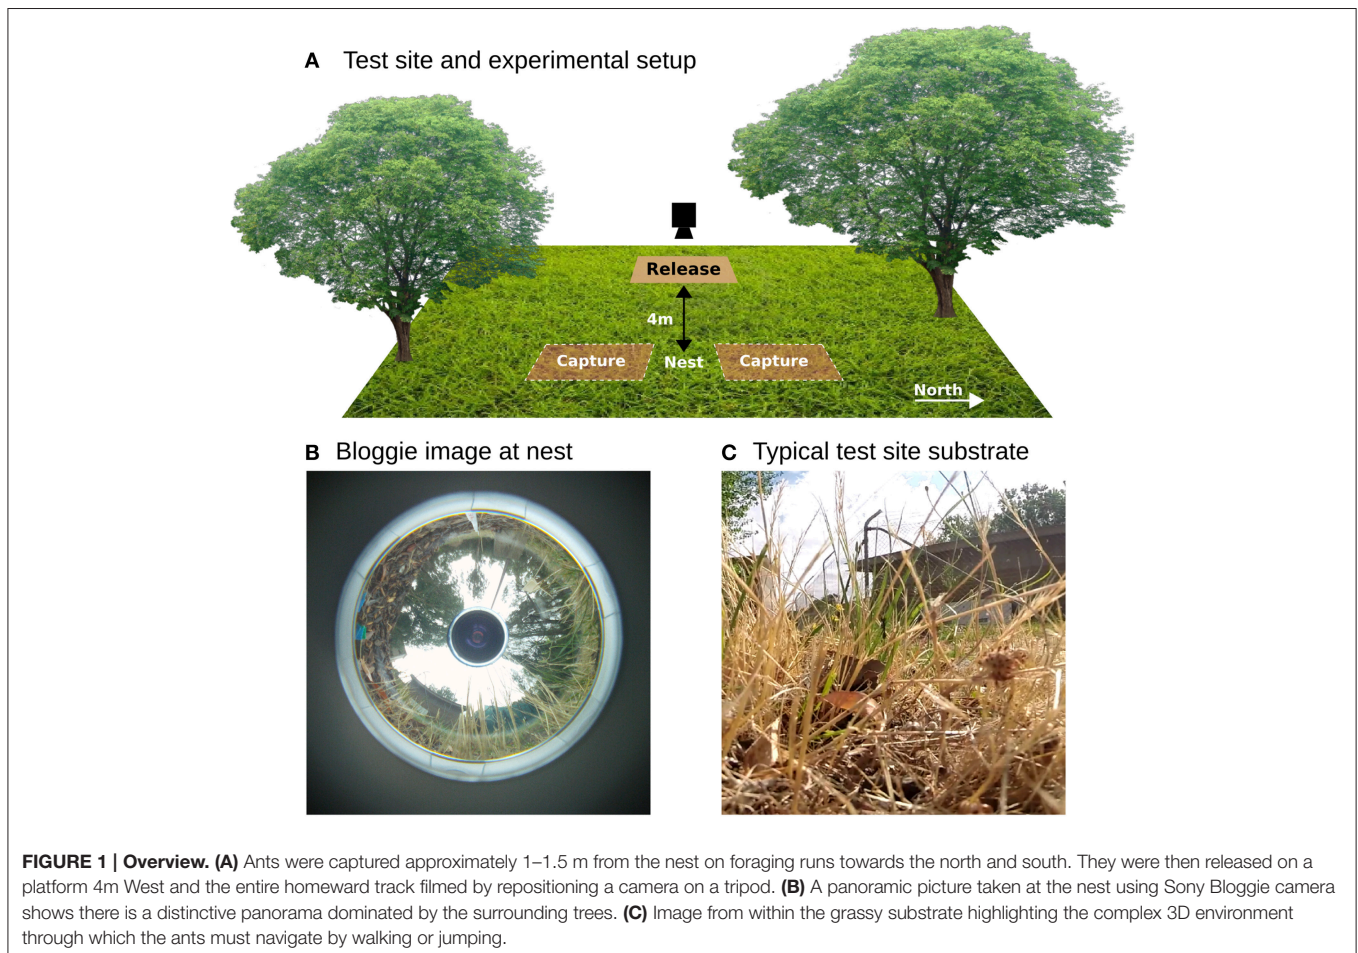 A Test site and experimental setup
Release
4m
Capture Nest Capture
North
B Bloggie image at nest
C Typical test site substrate
FIGURE 1 | Overview. (A) Ants were captured approximately 1–1.5 m from the nest on foraging runs towards the north and south. They were then released on a
platform 4m West and the entire homeward track filmed by repositioning a camera on a tripod. (B) A panoramic picture taken at the nest using Sony Bloggie camera
shows there is a distinctive panorama dominated by the surrounding trees. (C) Image from within the grassy substrate highlighting the complex 3D environment
through which the ants must navigate by walking or jumping.